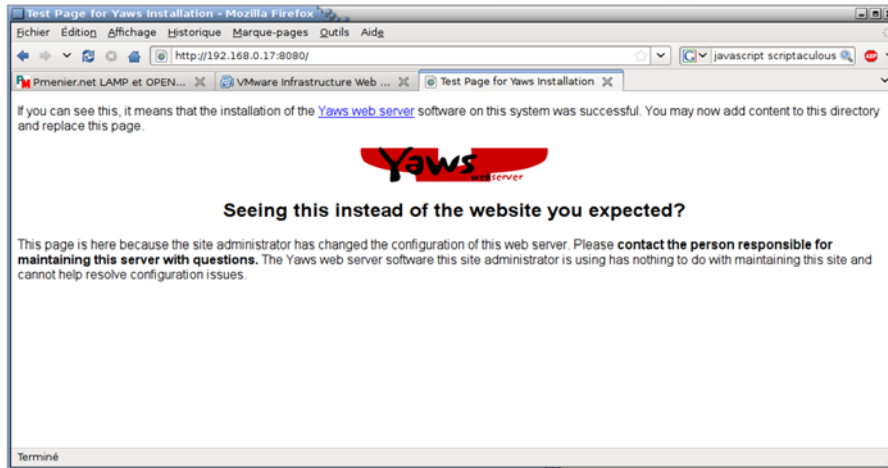 Test Page for Yaws Installation - Mozilla Firefox
Fichier Édition Affichage Historique Marque-pages Outils Aide
http://192.168.0.17:8080/ javascript scriptaculous
Pmenier.net LAMP et OPEN... VMware Infrastructure Web ... Test Page for Yaws Installation
If you can see this, it means that the installation of the Yaws web server software on this system was successful. You may now add content to this directory
and replace this page.
Yaws
webserver
Seeing this instead of the website you expected?
This page is here because the site administrator has changed the configuration of this web server. Please contact the person responsible for
maintaining this server with questions. The Yaws web server software this site administrator is using has nothing to do with maintaining this site and
cannot help resolve configuration issues.
Terminé